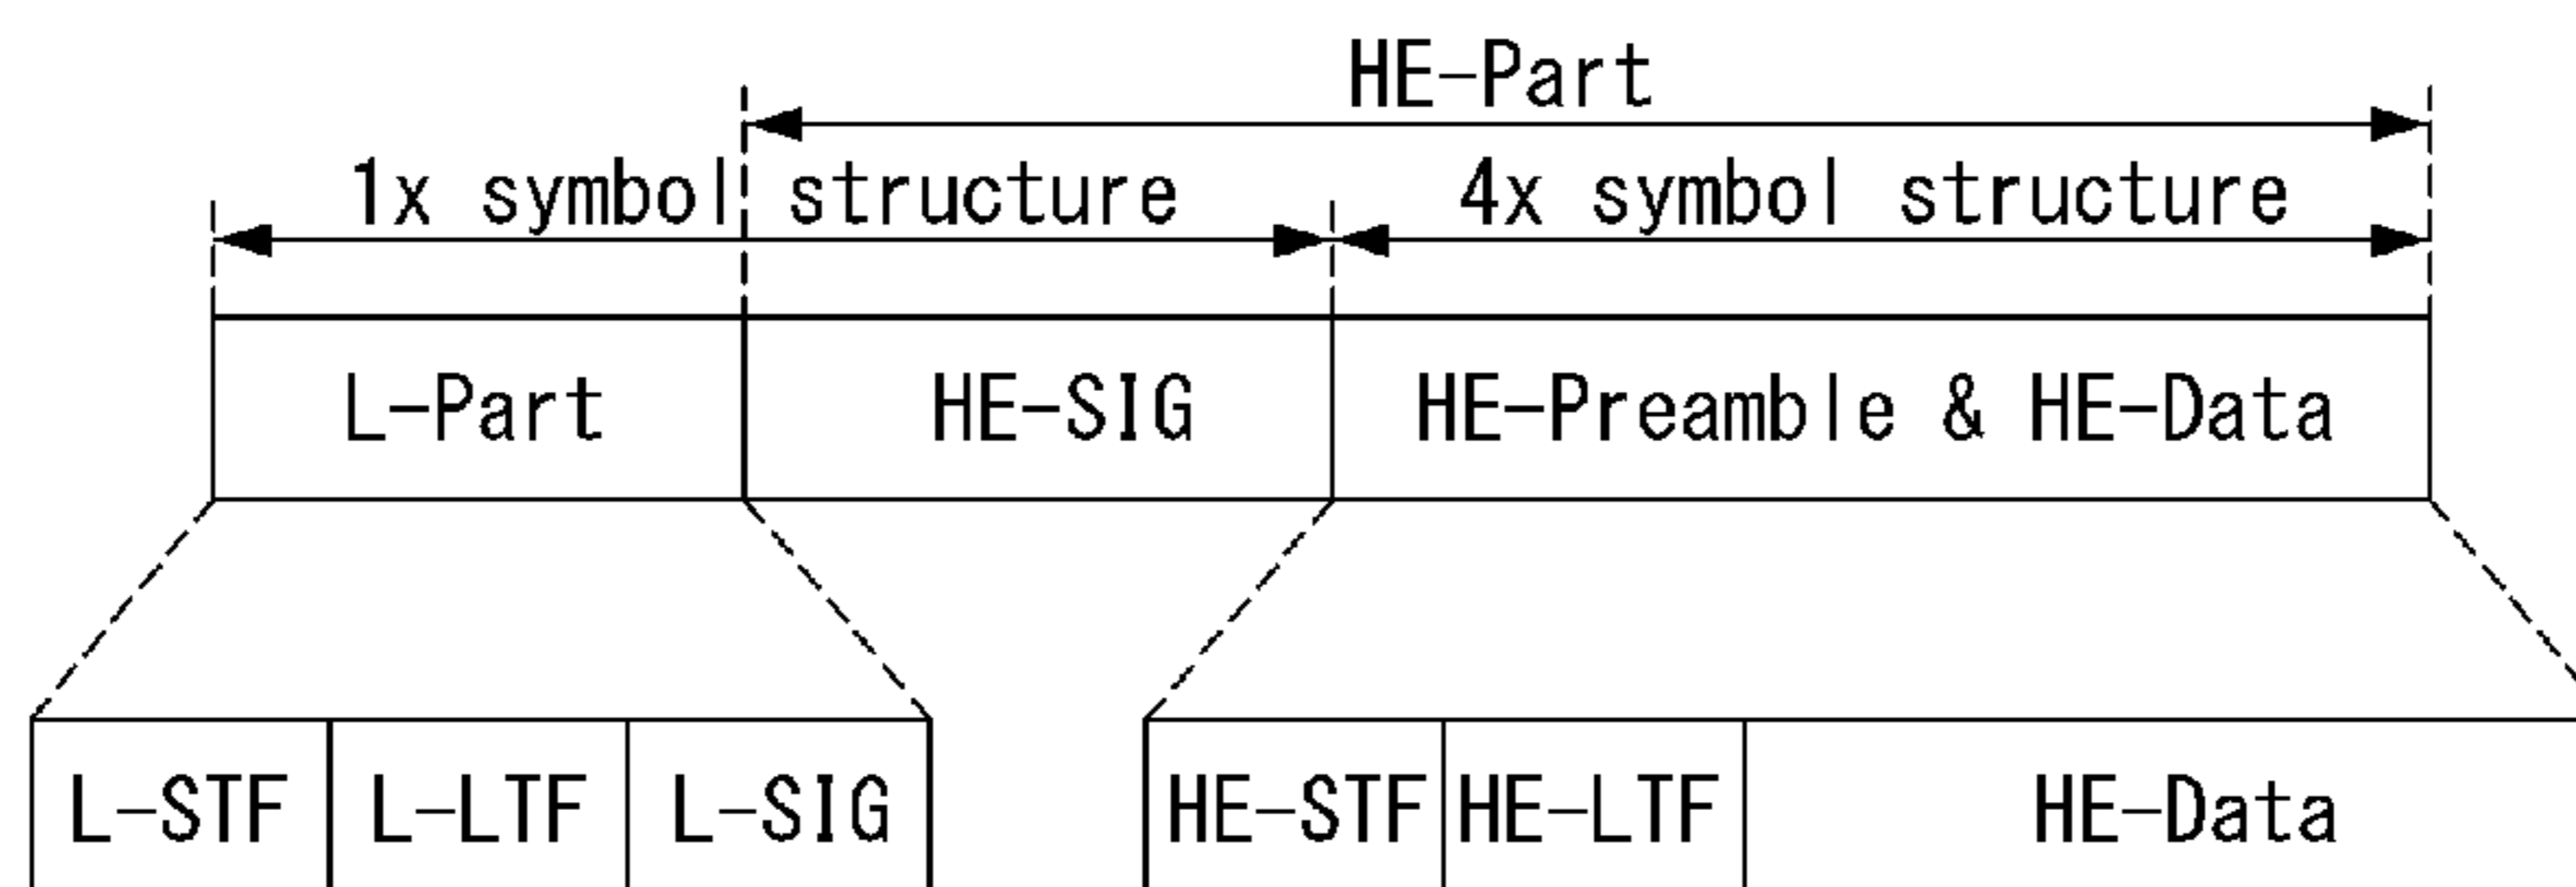 HE-Part
1x symbol structure 4x symbol structure
L-Part HE-SIG HE-Preamble & HE-Data
L-STF L-LTF L-SIG HE-STF HE-LTF HE-Data